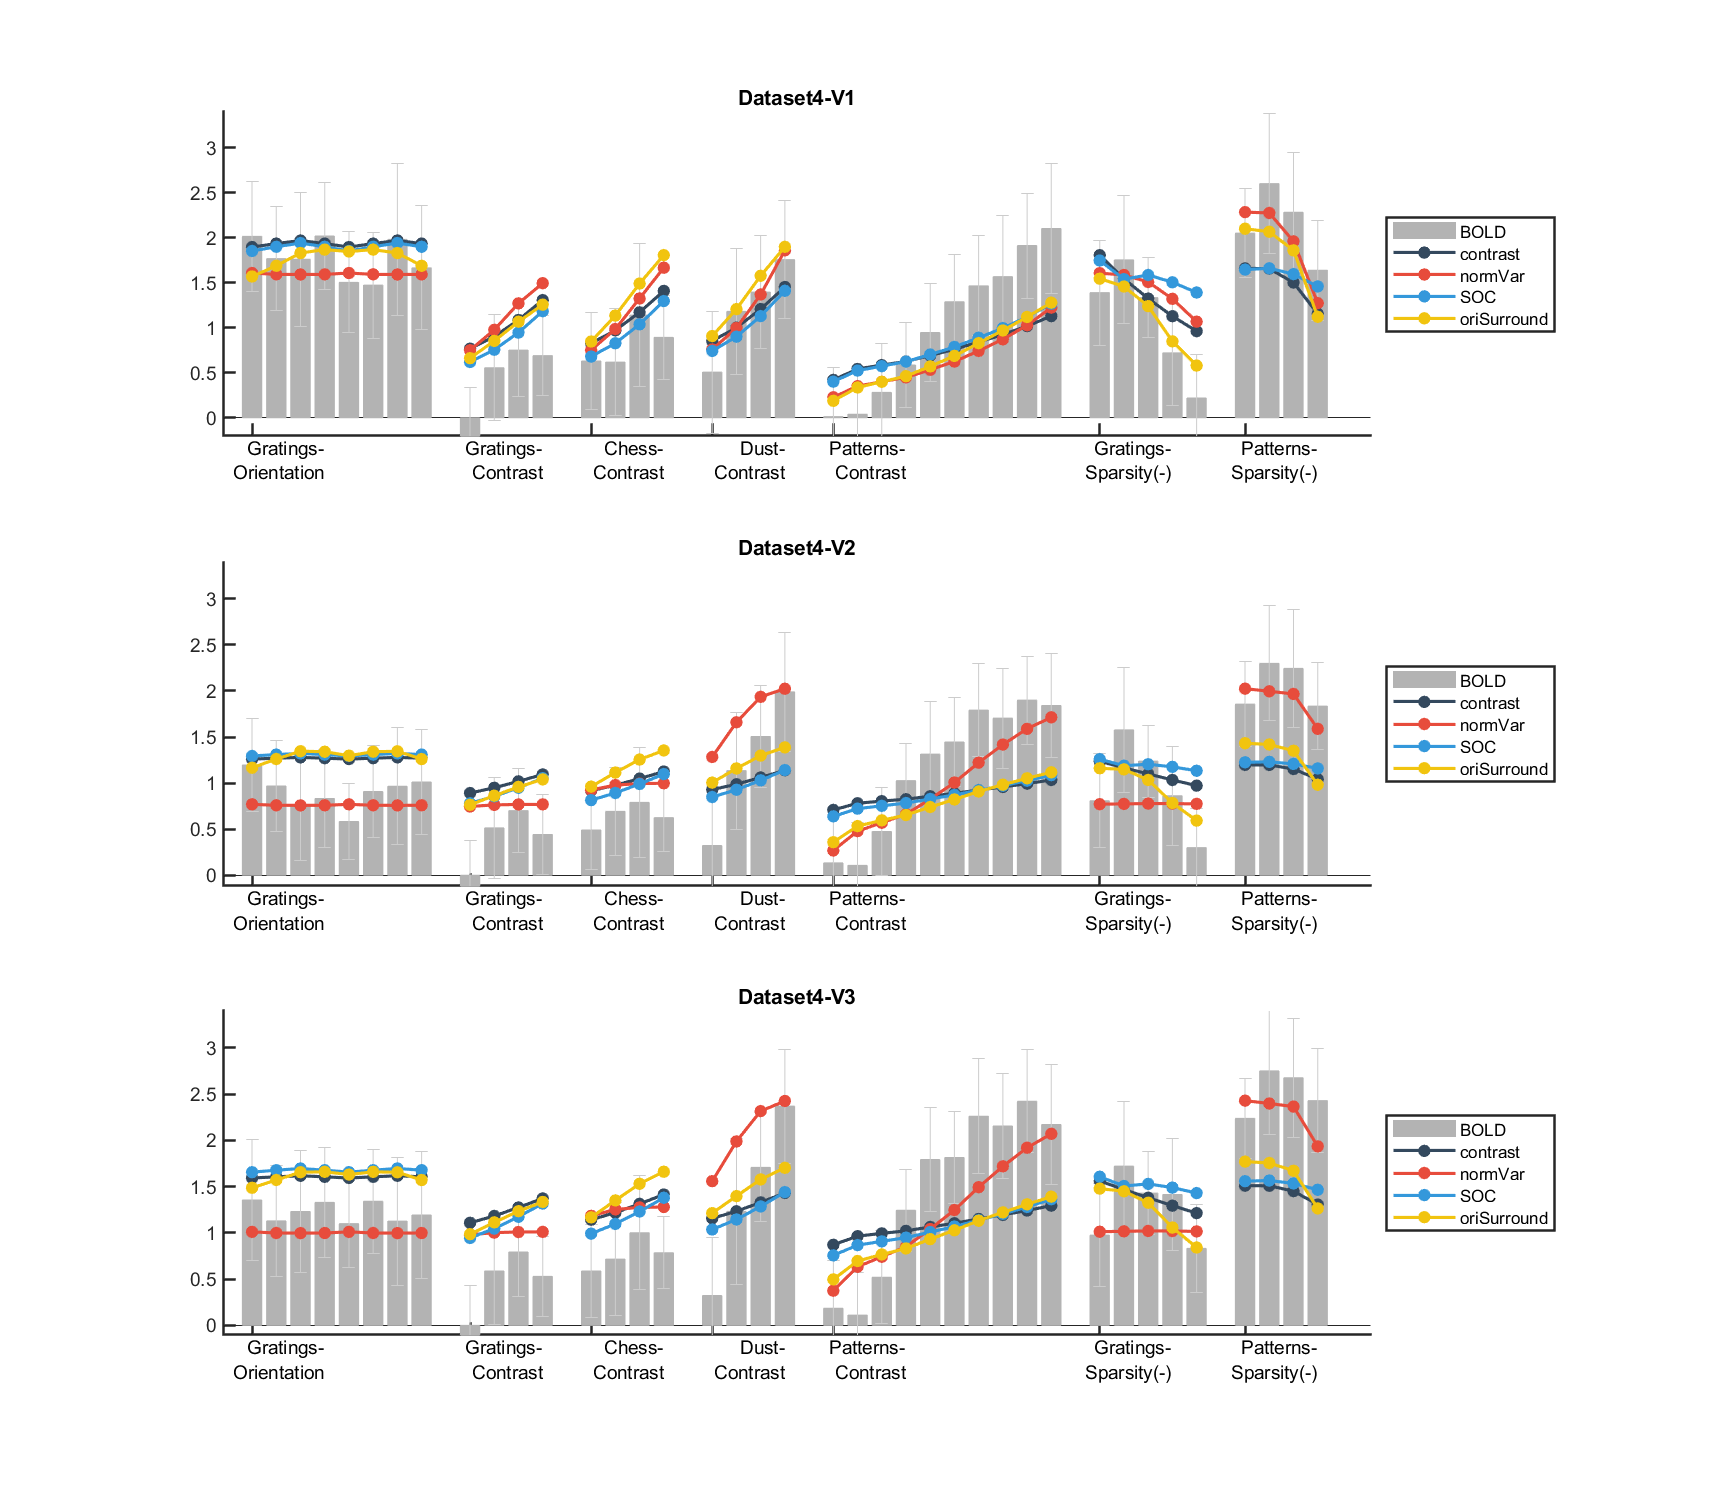 Dataset4-V1
3
2.5
2
1.5
1
0.5
0
Gratings-
Orientation
Gratings-
Contrast
Chess-
Contrast
Dust-
Contrast
Patterns-
Contrast
Gratings-
Sparsity(-)
Patterns-
Sparsity(-)
BOLD
contrast
normVar
SOC
oriSurround
Dataset4-V2
3
2.5
2
1.5
1
0.5
0
Gratings-
Orientation
Gratings-
Contrast
Chess-
Contrast
Dust-
Contrast
Patterns-
Contrast
Gratings-
Sparsity(-)
Patterns-
Sparsity(-)
BOLD
contrast
normVar
SOC
oriSurround
Dataset4-V3
3
2.5
2
1.5
1
0.5
0
Gratings-
Orientation
Gratings-
Contrast
Chess-
Contrast
Dust-
Contrast
Patterns-
Contrast
Gratings-
Sparsity(-)
Patterns-
Sparsity(-)
BOLD
contrast
normVar
SOC
oriSurround